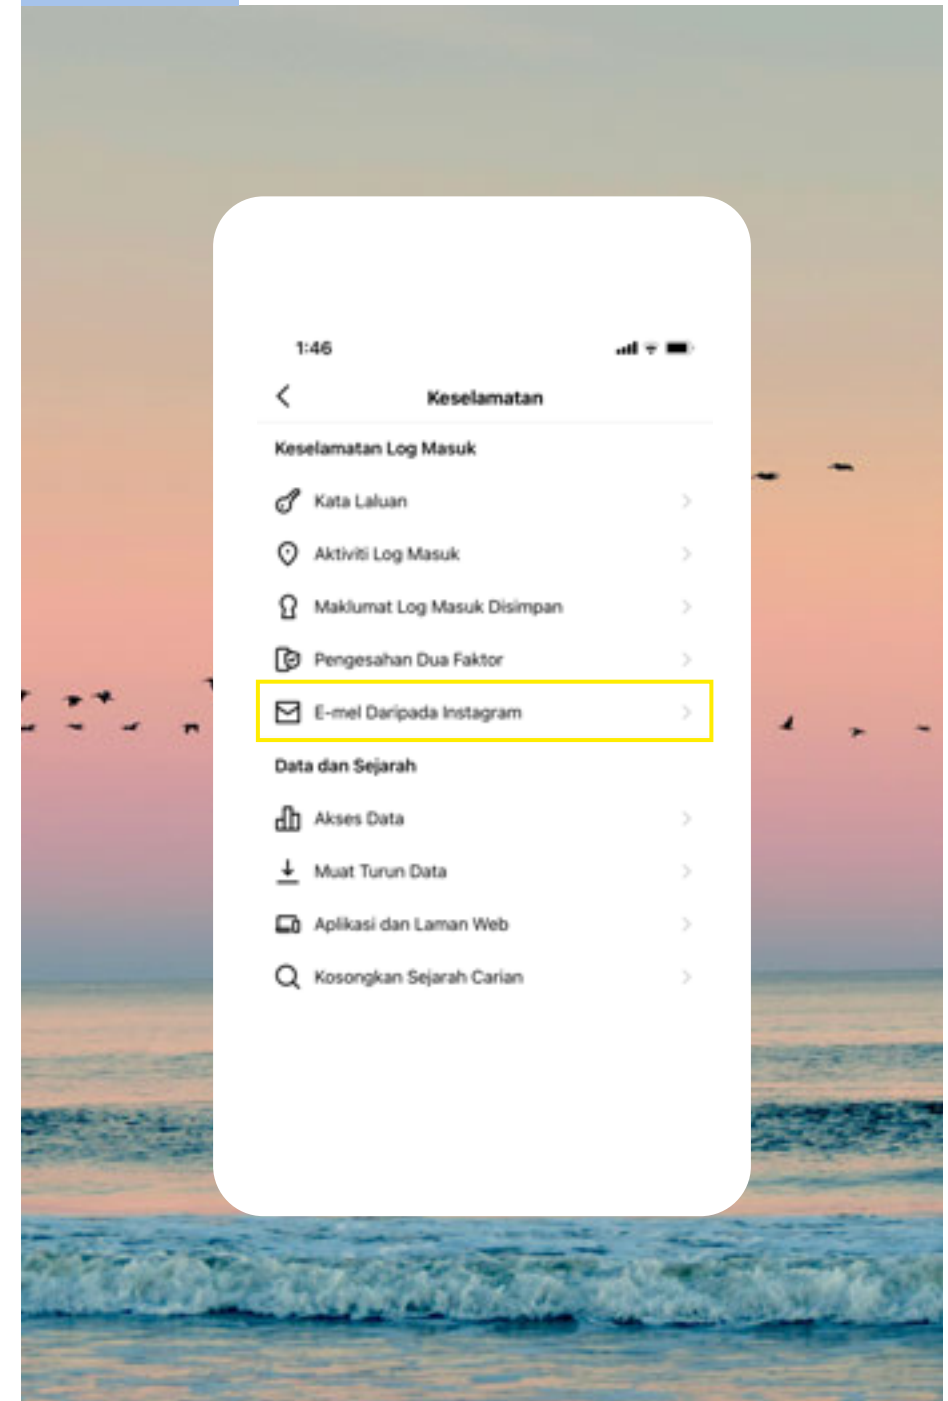 1:46
Keselamatan
Keselamatan Log Masuk
Kata Laluan
Aktiviti Log Masuk
Maklumat Log Masuk Disimpan
Pengesahan Dua Faktor
E-mel Daripada Instagram
Data dan Sejarah
Akses Data
Muat Turun Data
Aplikasi dan Laman Web
Kosongkan Sejarah Carian